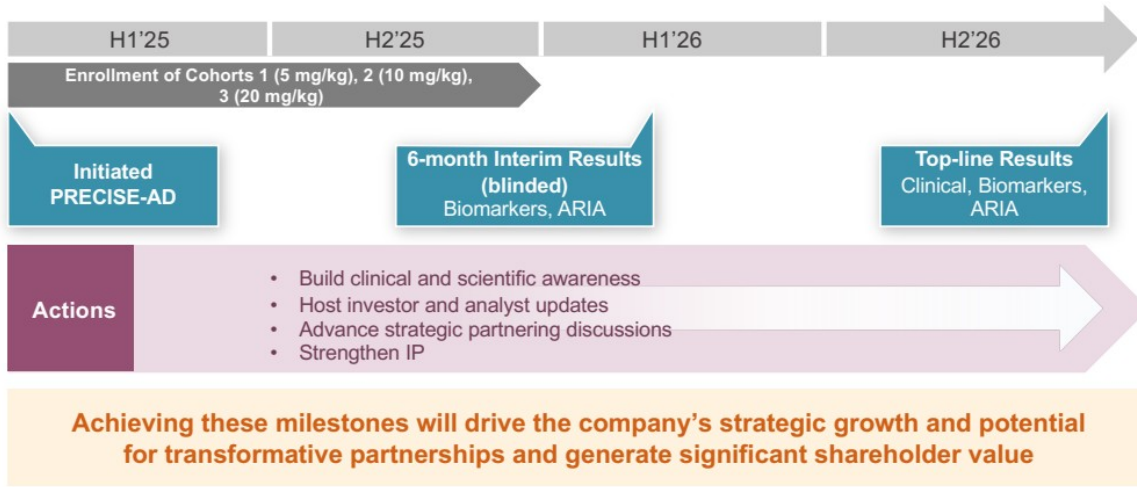 H1’25 H2’25 H1’26 H2’26
Enrollment of Cohorts 1 (5 mg/kg), 2 (10 mg/kg),
3 (20 mg/kg)
Initiated
PRECISE-AD
6-month Interim Results
(blinded)
Biomarkers, ARIA
Top-line Results
Clinical, Biomarkers,
ARIA
Actions
• Build clinical and scientific awareness
• Host investor and analyst updates
• Advance strategic partnering discussions
• Strengthen IP
Achieving these milestones will drive the company’s strategic growth and potential
for transformative partnerships and generate significant shareholder value